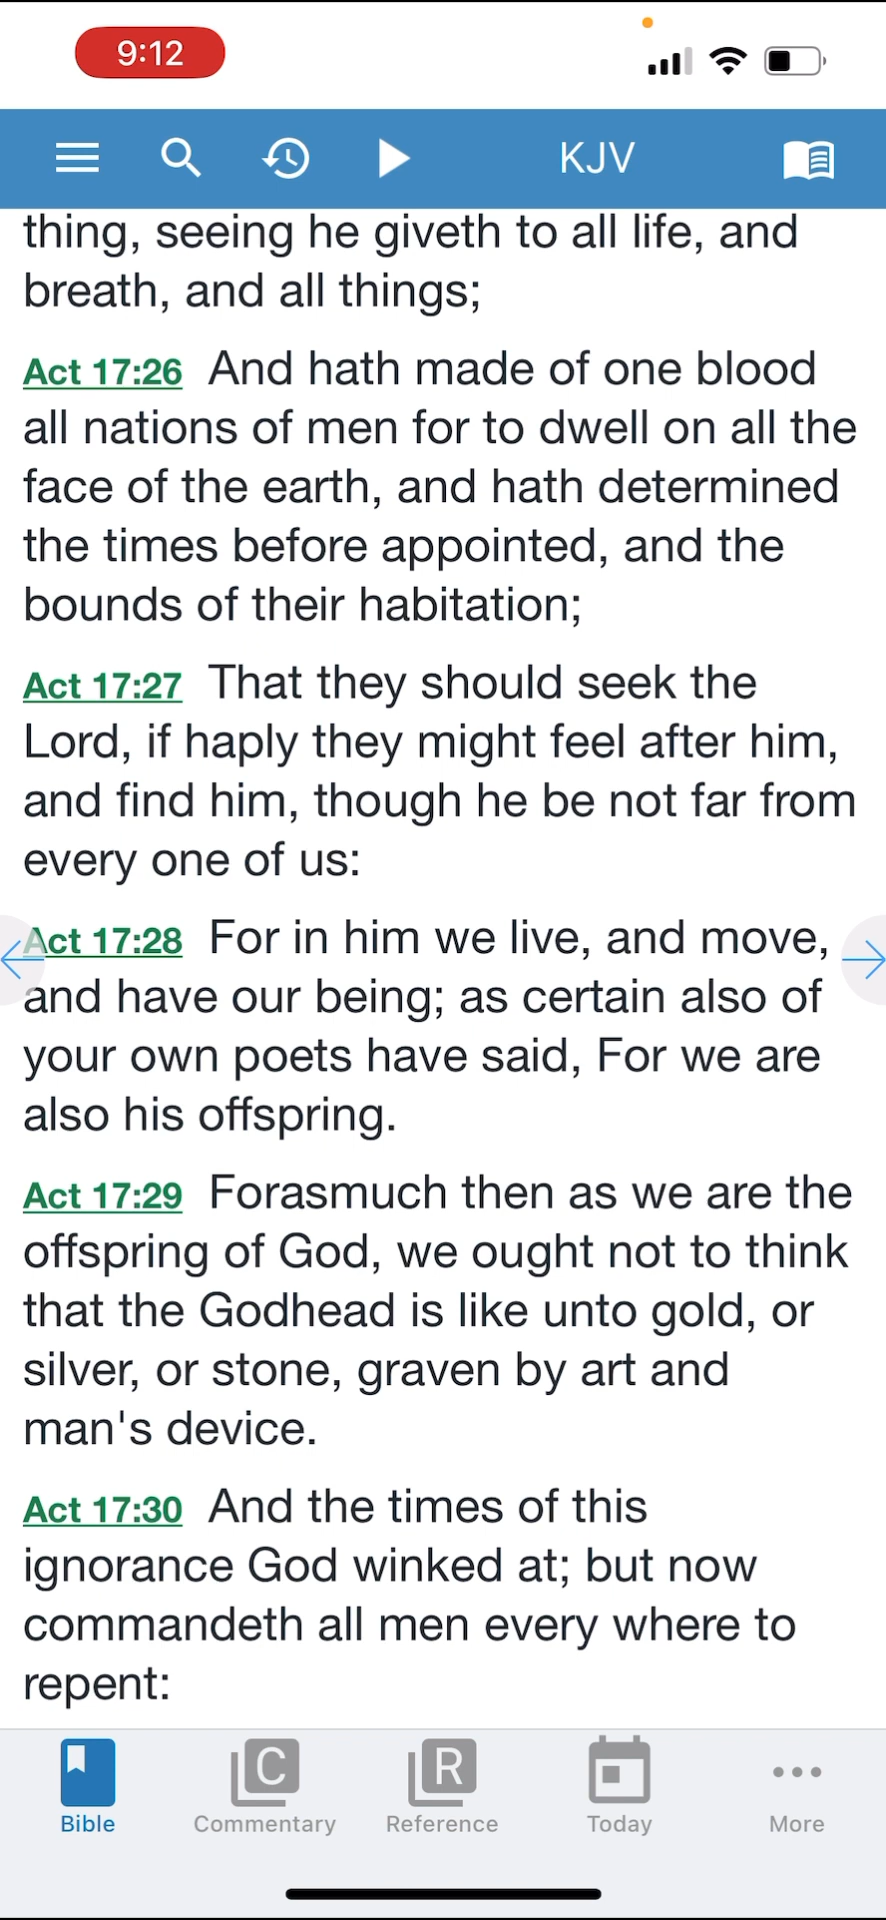 9:12
KJV
thing, seeing he giveth to all life, and
breath, and all things;
Act 17:26 And hath made of one blood
all nations of men for to dwell on all the
face of the earth, and hath determined
the times before appointed, and the
bounds of their habitation;
Act 17:27 That they should seek the
Lord, if haply they might feel after him,
and find him, though he be not far from
every one of us:
Act 17:28 For in him we live, and move,
and have our being; as certain also of
your own poets have said, For we are
also his offspring.
Act 17:29 Forasmuch then as we are the
offspring of God, we ought not to think
that the Godhead is like unto gold, or
silver, or stone, graven by art and
man's device.
Act 17:30 And the times of this
ignorance God winked at; but now
commandeth all men every where to
repent:
C R
Bible Commentary Reference Today More